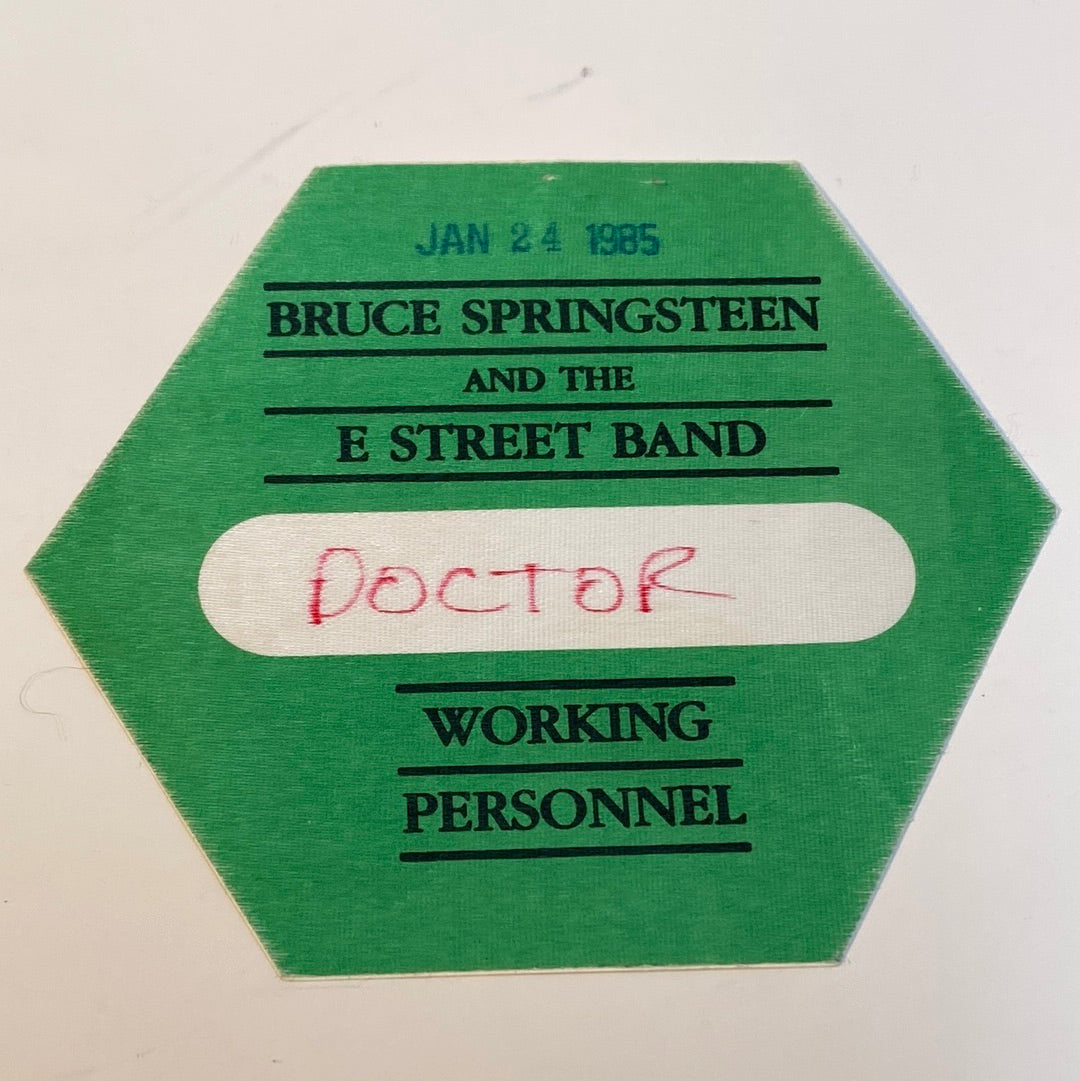 JAN 24 1985
BRUCE SPRINGSTEEN
AND THE
E STREET BAND
DOCTOR
WORKING
PERSONNEL